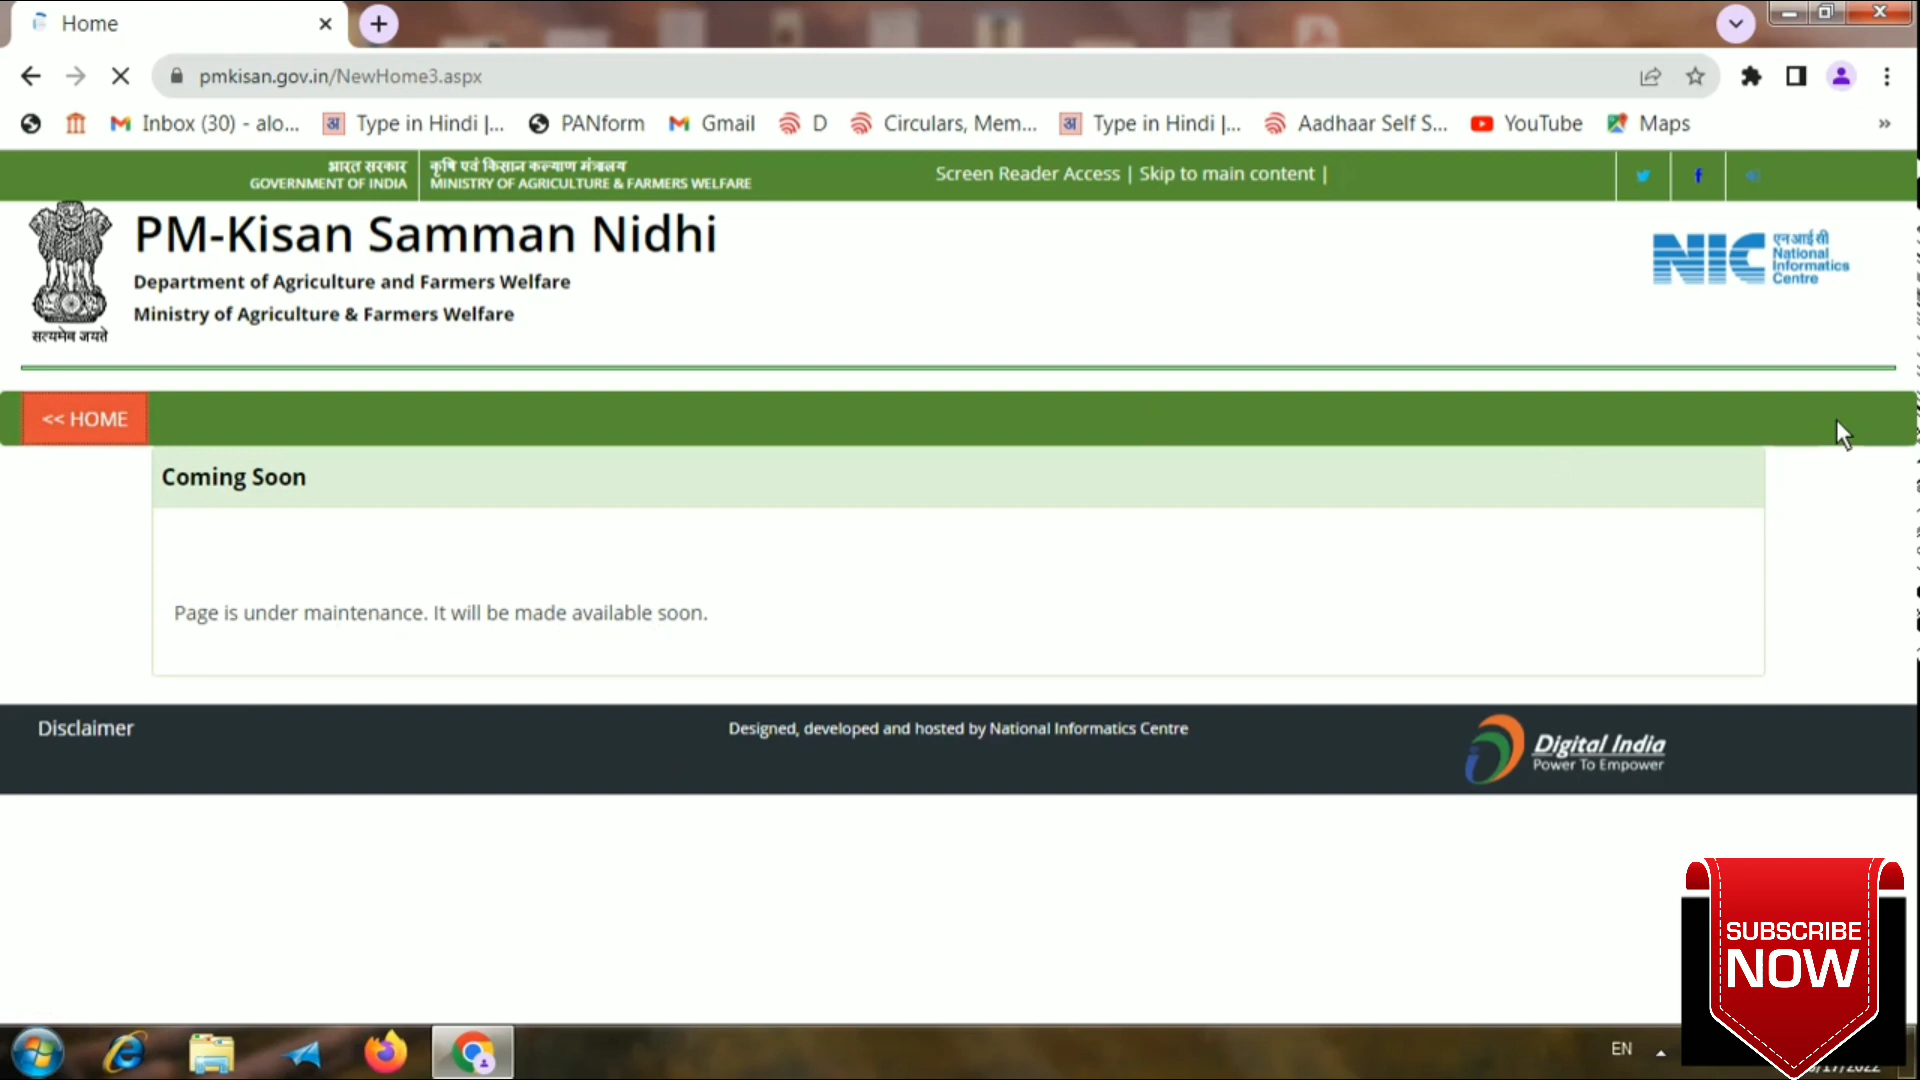 Home
pmkisan.gov.in/NewHome3.aspx
Inbox (30) - alo... Type in Hindi |... PANform Gmail D Circulars, Mem... Type in Hindi |... Aadhaar Self S... YouTube Maps »
भारत सरकार
GOVERNMENT OF INDIA
कृषि एवं किसान कल्याण मंत्रालय
MINISTRY OF AGRICULTURE & FARMERS WELFARE
Screen Reader Access | Skip to main content |
PM-Kisan Samman Nidhi
Department of Agriculture and Farmers Welfare
Ministry of Agriculture & Farmers Welfare
सत्यमेव जयते
NIC
एन आई सी
National
Informatics
Centre
<< HOME
Coming Soon
Page is under maintenance. It will be made available soon.
Disclaimer
Designed, developed and hosted by National Informatics Centre
Digital India
Power To Empower
SUBSCRIBE
NOW
EN